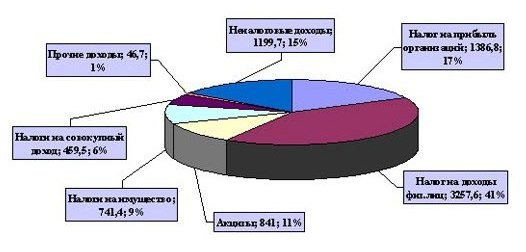 Неналоговые доходы;
1199,7; 15%
Налог на прибыль
организаций; 1386,8;
17%
Прочие доходы; 46,7;
1%
Налоги на совокупный
доход; 459,5; 6%
Налоги на имущество;
741,4; 9%
Акцизы; 841; 11%
Налог на доходы
физ.лиц; 3257,6; 41%